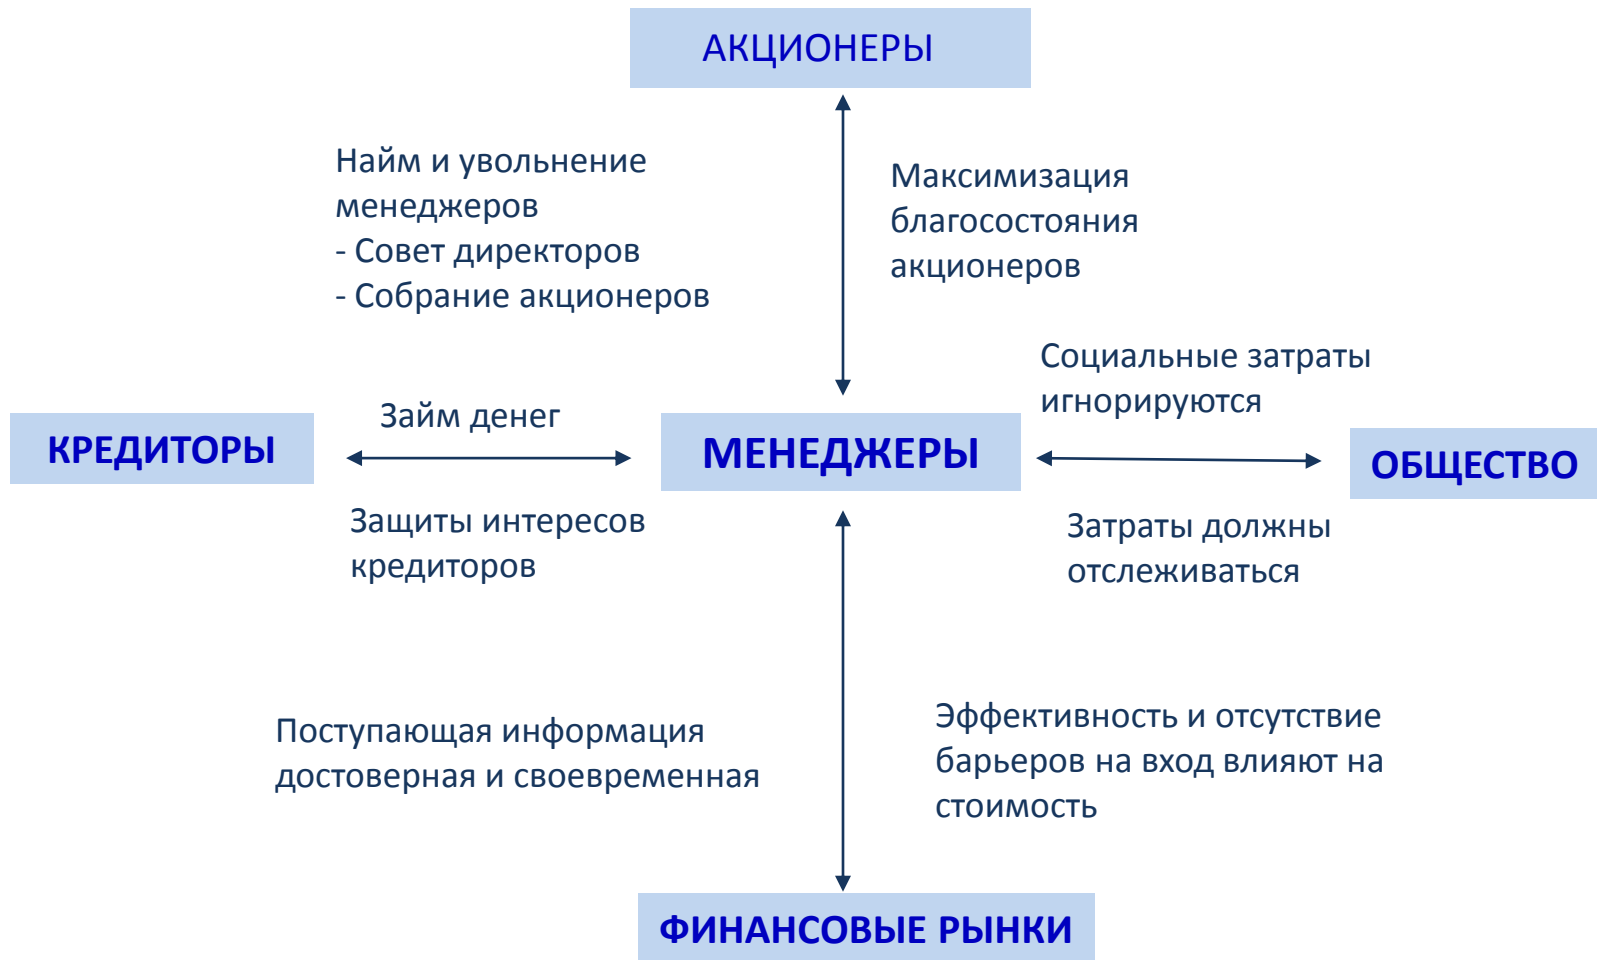 АКЦИОНЕРЫ
Найм и увольнение
менеджеров
- Совет директоров
- Собрание акционеров
Максимизация
благосостояния
акционеров
Социальные затраты
игнорируются
Займ денег
КРЕДИТОРЫ
МЕНЕДЖЕРЫ
ОБЩЕСТВО
Защиты интересов
кредиторов
Затраты должны
отслеживаться
Поступающая информация
достоверная и своевременная
Эффективность и отсутствие
барьеров на вход влияют на
стоимость
ФИНАНСОВЫЕ РЫНКИ